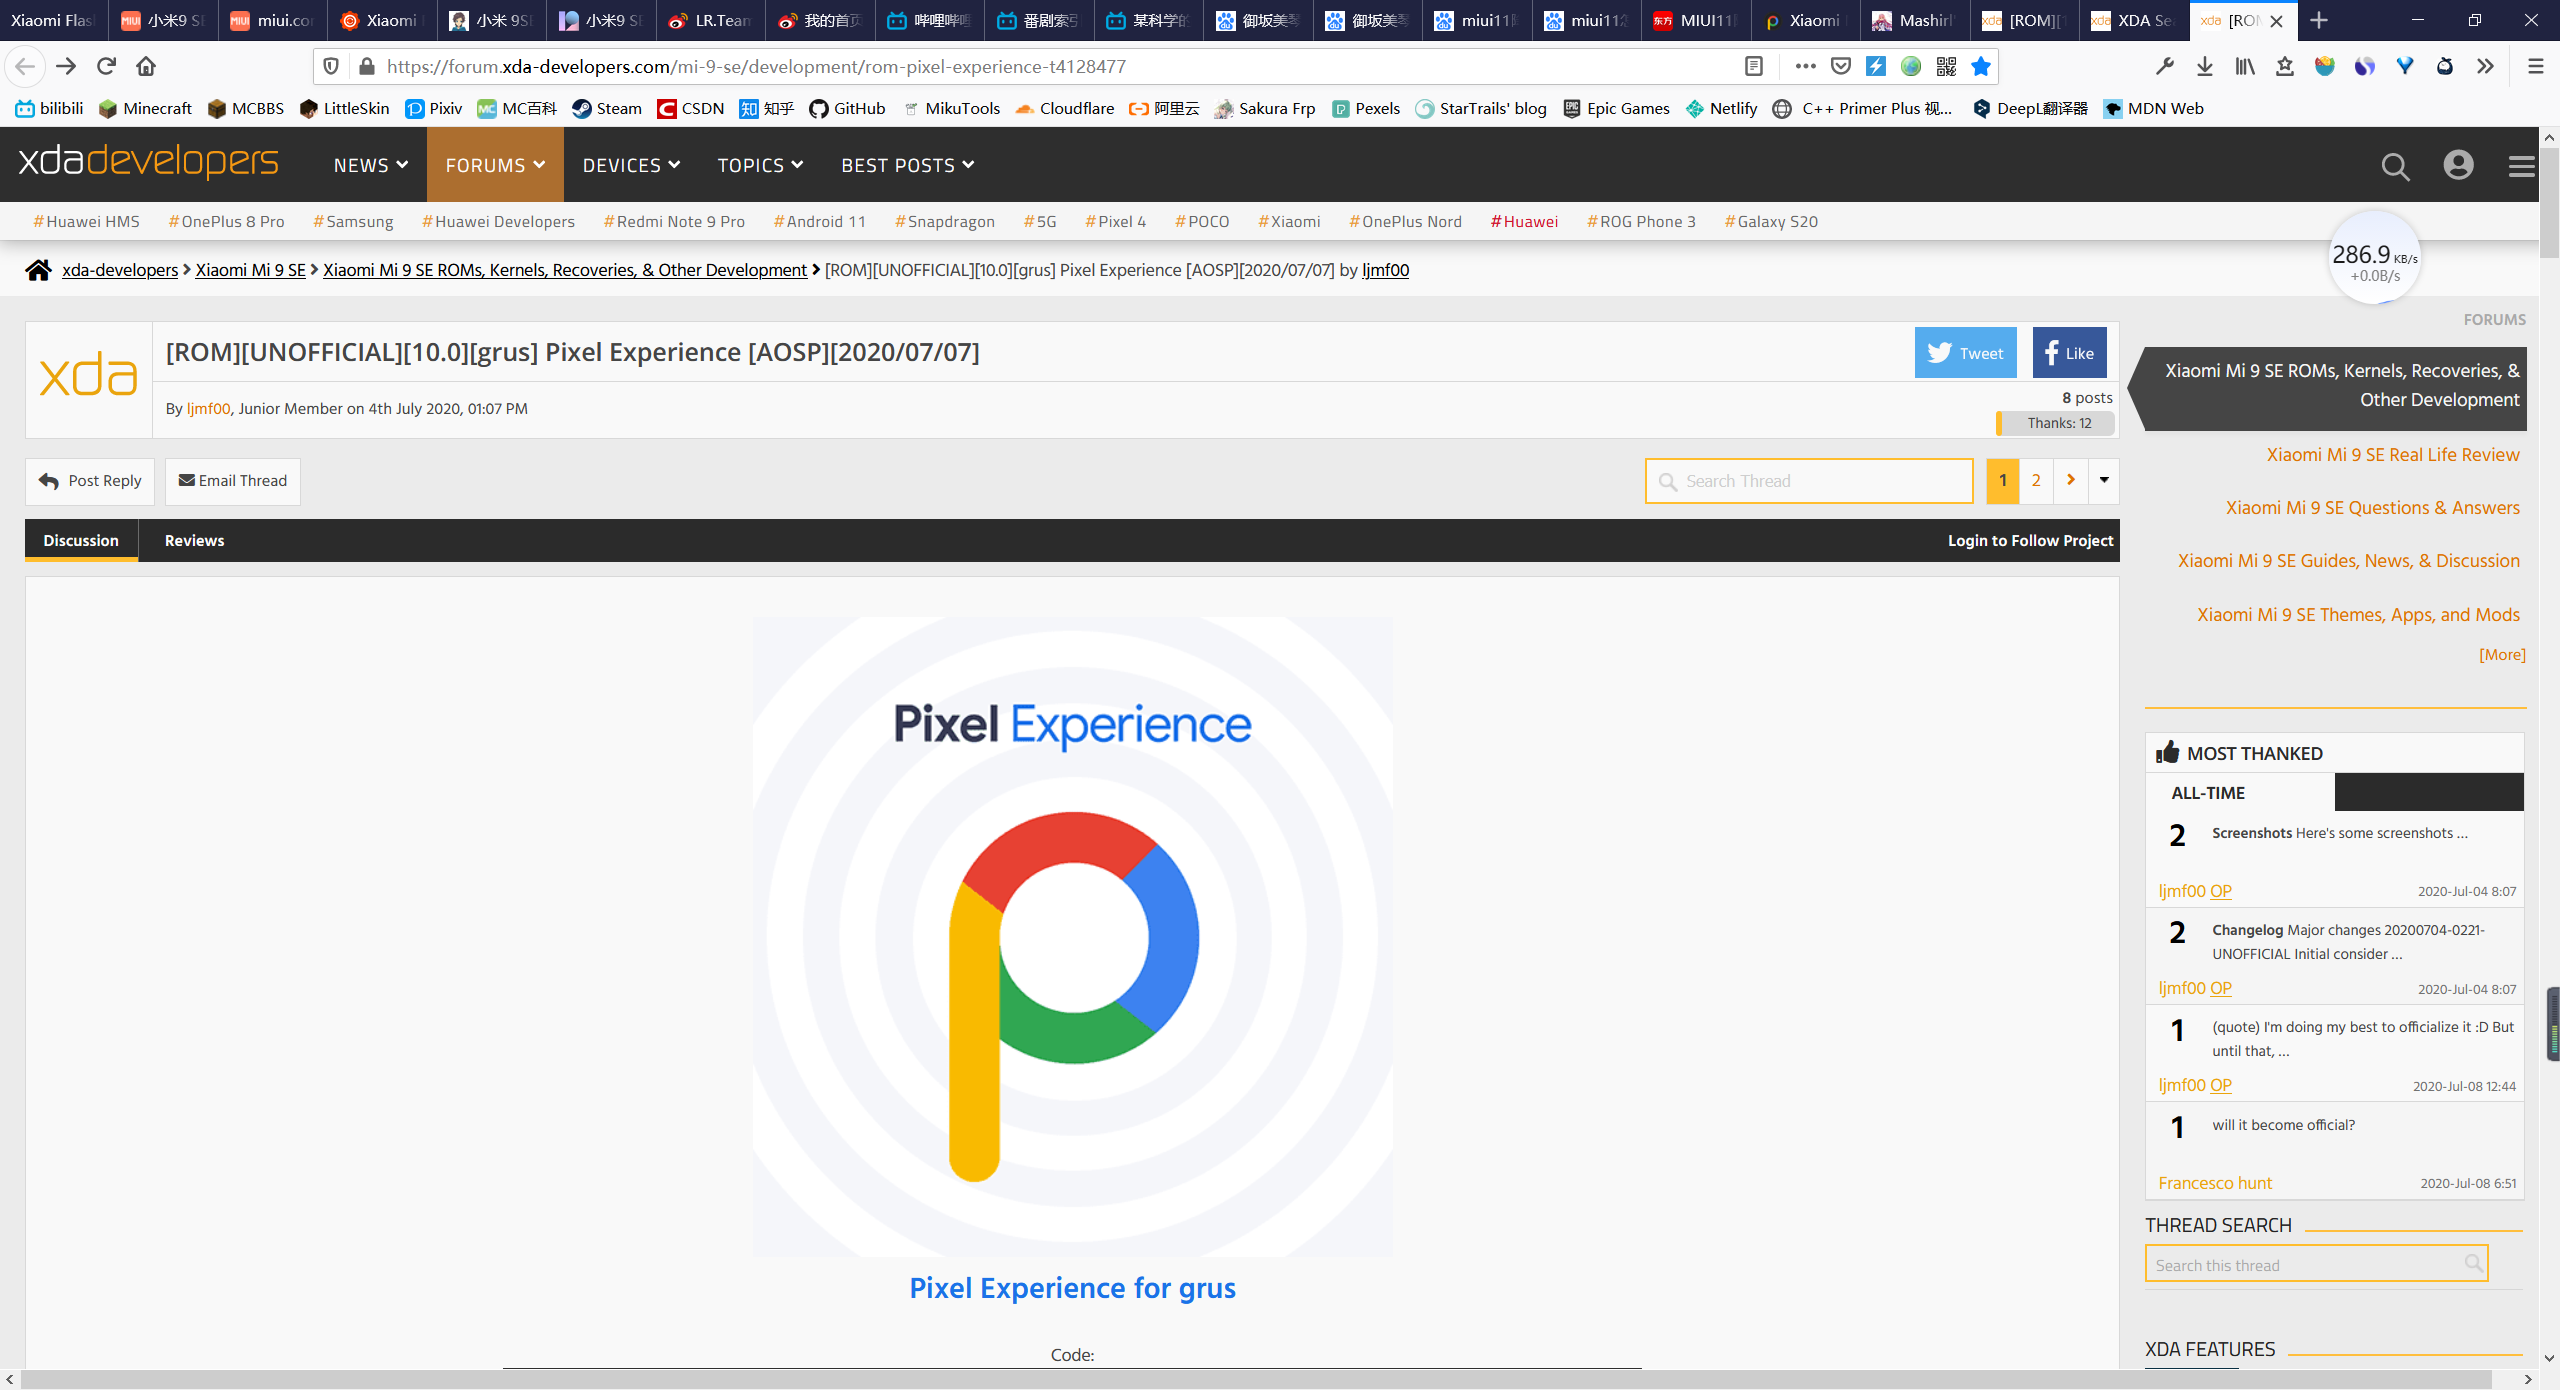 Xiaomi Flas
小米9 SE
miui.co
Xiaomi
小米 9SE
小米9 SE
LR.Team
我的首页
哔哩哔哩
番剧索引
某科学的
御坂美琴
御坂美琴
miui11
miui11怎
MIUI11
Xiaomi
Mashirl'
[ROM][1
XDA Se
[ROM
https://forum.xda-developers.com/mi-9-se/development/rom-pixel-experience-t4128477
bilibili
Minecraft
MCBBS
LittleSkin
Pixiv
MC百科
Steam
CSDN
知乎
GitHub
MikuTools
Cloudflare
阿里云
Sakura Frp
Pexels
StarTrails' blog
Epic Games
Netlify
C++ Primer Plus 视...
DeepL翻译器
MDN Web
xdadevelopers
NEWS
FORUMS
DEVICES
TOPICS
BEST POSTS
#Huawei HMS
#OnePlus 8 Pro
#Samsung
#Huawei Developers
#Redmi Note 9 Pro
#Android 11
#Snapdragon
#5G
#Pixel 4
#POCO
#Xiaomi
#OnePlus Nord
#Huawei
#ROG Phone 3
#Galaxy S20
286.9 KB/s
+0.0B/s
xda-developers > Xiaomi Mi 9 SE > Xiaomi Mi 9 SE ROMs, Kernels, Recoveries, & Other Development > [ROM][UNOFFICIAL][10.0][grus] Pixel Experience [AOSP][2020/07/07] by ljmf00
xda
[ROM][UNOFFICIAL][10.0][grus] Pixel Experience [AOSP][2020/07/07]
Tweet
Like
By ljmf00, Junior Member on 4th July 2020, 01:07 PM
8 posts
Thanks: 12
Post Reply
Email Thread
Search Thread
1
2
Discussion
Reviews
Login to Follow Project
Pixel Experience
Pixel Experience for grus
Code:
FORUMS
Xiaomi Mi 9 SE ROMs, Kernels, Recoveries, &
Other Development
Xiaomi Mi 9 SE Real Life Review
Xiaomi Mi 9 SE Questions & Answers
Xiaomi Mi 9 SE Guides, News, & Discussion
Xiaomi Mi 9 SE Themes, Apps, and Mods
[More]
MOST THANKED
ALL-TIME
2
Screenshots Here's some screenshots ...
ljmf00 OP
2020-Jul-04 8:07
2
Changelog Major changes 20200704-0221-
UNOFFICIAL Initial consider ...
ljmf00 OP
2020-Jul-04 8:07
1
(quote) I'm doing my best to officialize it :D But
until that, ...
ljmf00 OP
2020-Jul-08 12:44
1
will it become official?
Francesco hunt
2020-Jul-08 6:51
THREAD SEARCH
Search this thread
XDA FEATURES